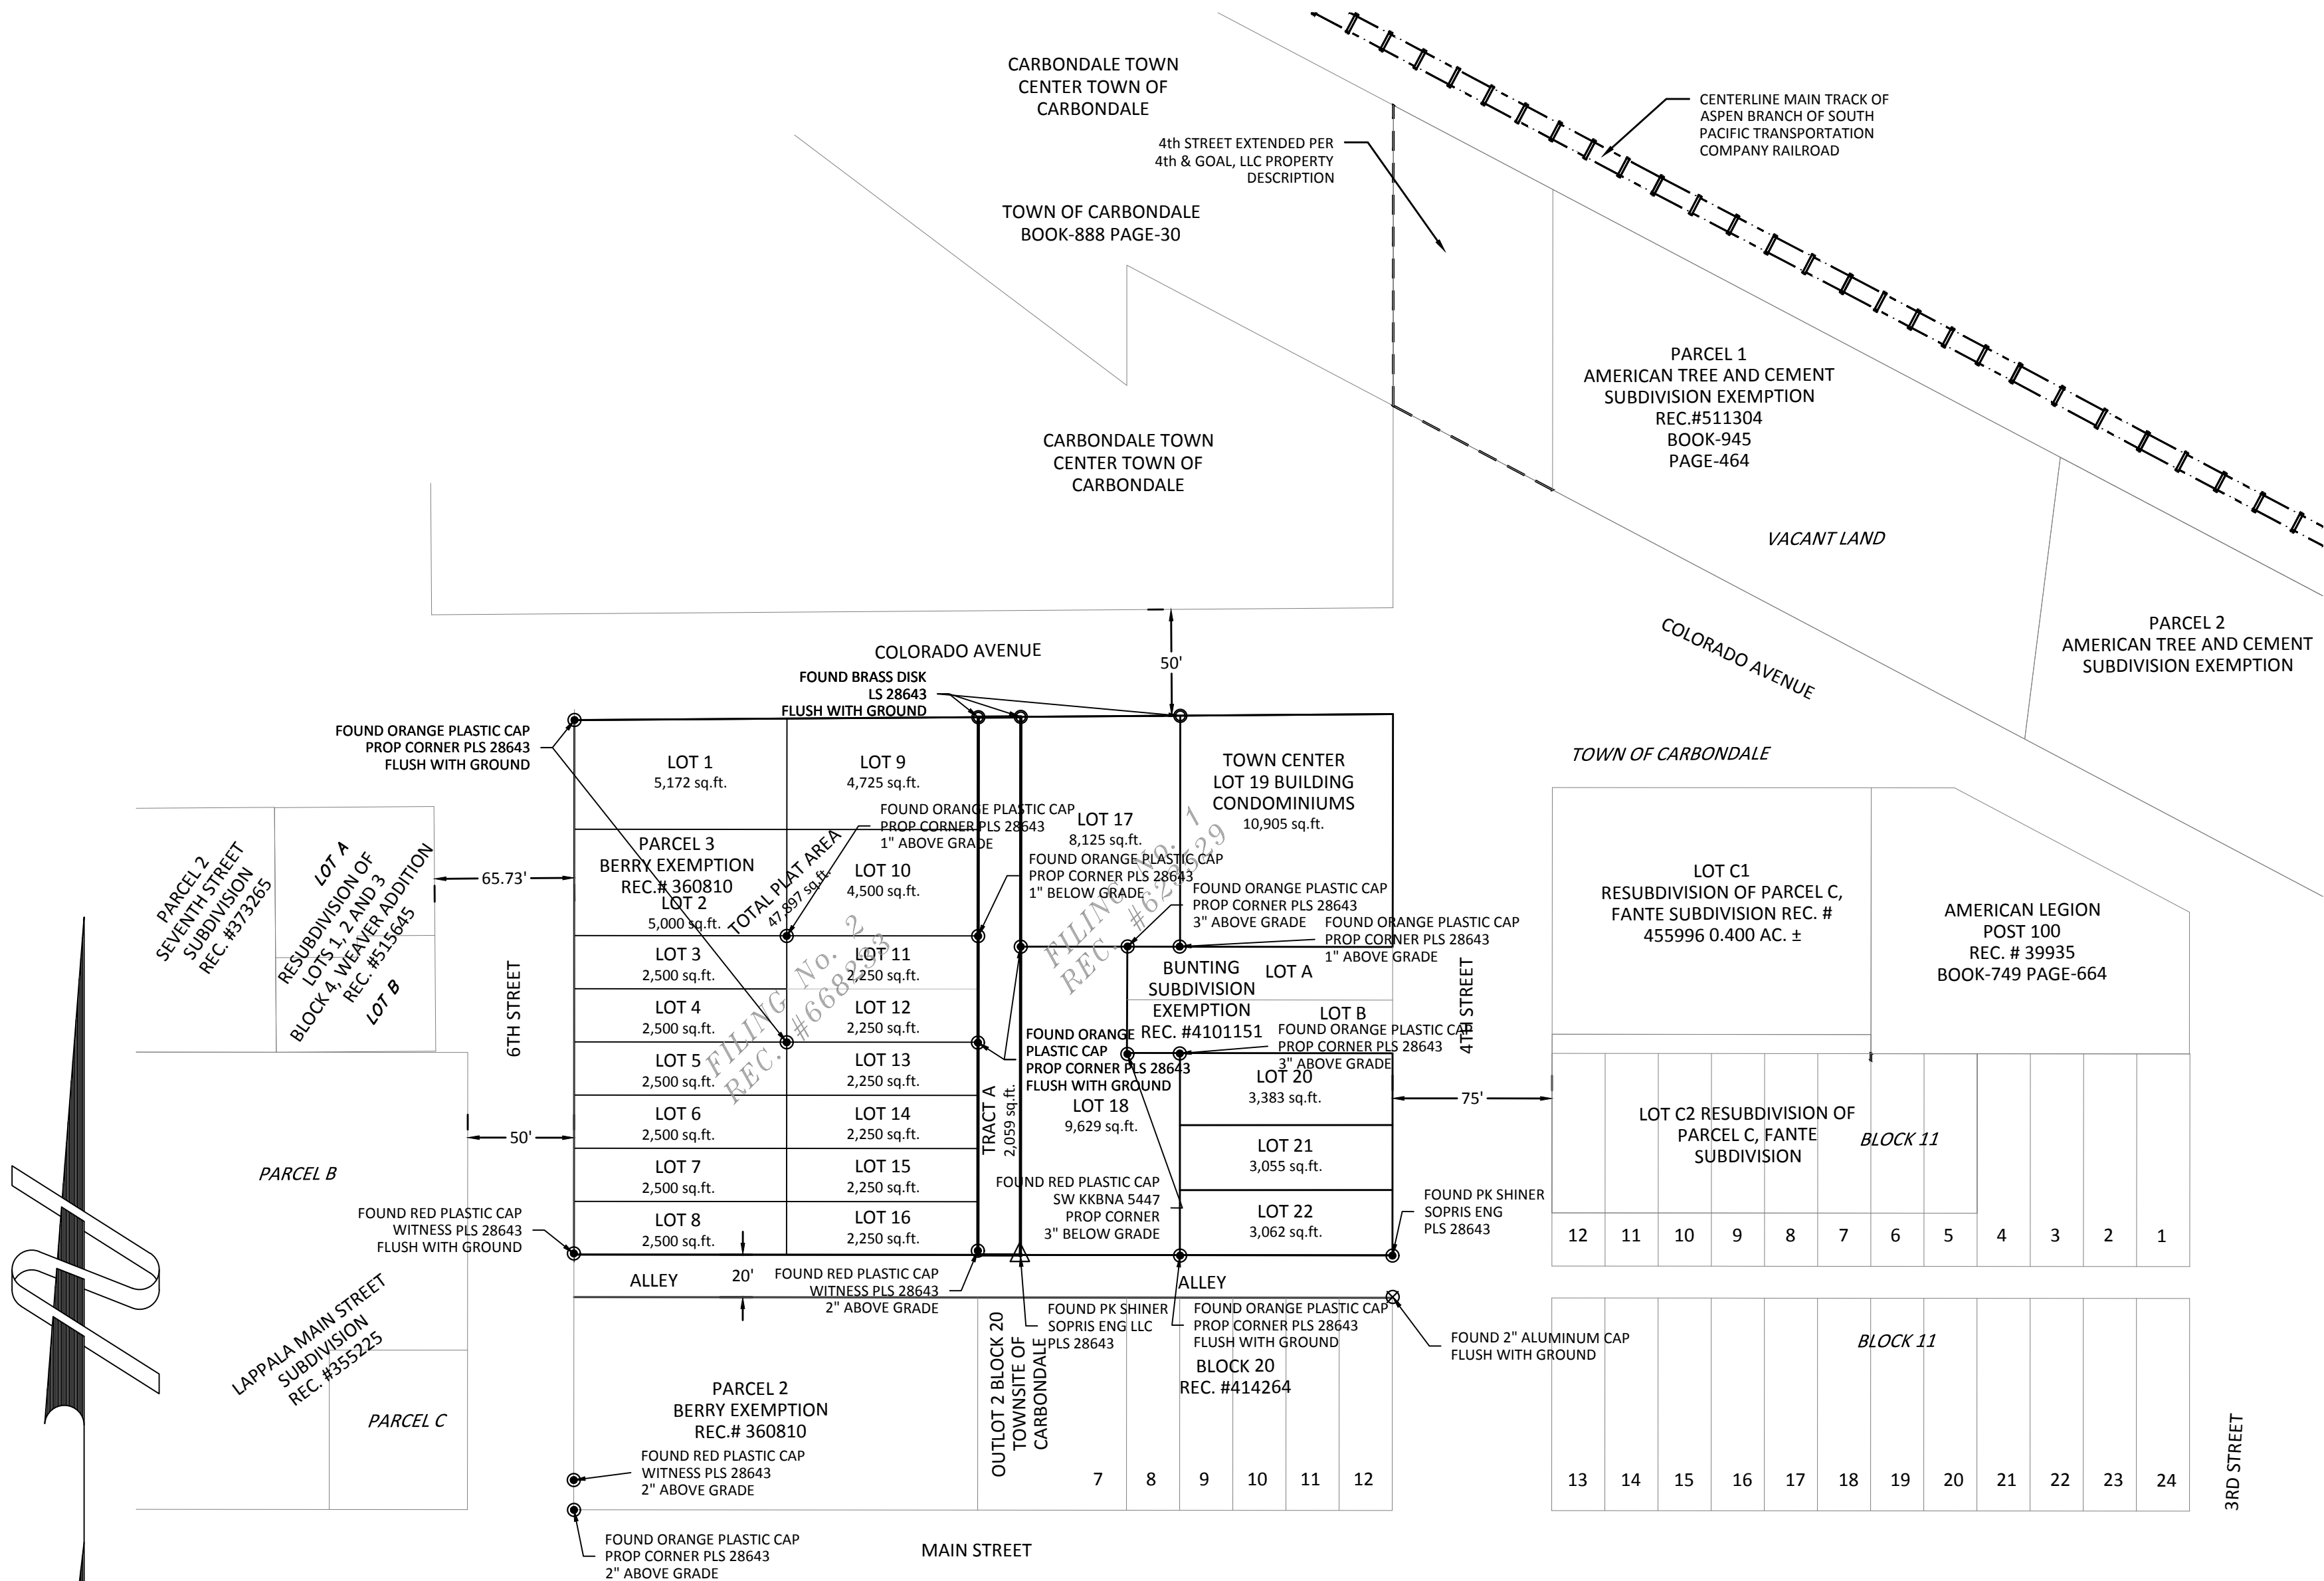 CARBONDALE TOWN
CENTER TOWN OF
CARBONDALE
CENTERLINE MAIN TRACK OF
ASPEN BRANCH OF SOUTH
PACIFIC TRANSPORTATION
COMPANY RAILROAD
4th STREET EXTENDED PER
4th & GOAL, LLC PROPERTY
DESCRIPTION
TOWN OF CARBONDALE
BOOK-888 PAGE-30
PARCEL 1
AMERICAN TREE AND CEMENT
SUBDIVISION EXEMPTION
REC.#511304
BOOK-945
PAGE-464
CARBONDALE TOWN
CENTER TOWN OF
CARBONDALE
VACANT LAND
PARCEL 2
AMERICAN TREE AND CEMENT
SUBDIVISION EXEMPTION
COLORADO AVENUE
COLORADO AVENUE
50'
FOUND BRASS DISK
LS 28643
FLUSH WITH GROUND
FOUND ORANGE PLASTIC CAP
PROP CORNER PLS 28643
FLUSH WITH GROUND
TOWN OF CARBONDALE
LOT 1
5,172 sq.ft.
LOT 9
4,725 sq.ft.
TOWN CENTER
LOT 19 BUILDING
CONDOMINIUMS
10,905 sq.ft.
LOT 17
8,125 sq.ft.
FOUND ORANGE PLASTIC CAP
PROP CORNER PLS 28643
1" ABOVE GRADE
PARCEL 3
BERRY EXEMPTION
REC.# 360810
LOT 2
5,000 sq.ft.
TOTAL PLAT AREA
47,897 sq.ft.
LOT 10
4,500 sq.ft.
FOUND ORANGE PLASTIC CAP
PROP CORNER PLS 28643
1" BELOW GRADE
FILING No. 1
REC. #628529
FOUND ORANGE PLASTIC CAP
PROP CORNER PLS 28643
3" ABOVE GRADE
FOUND ORANGE PLASTIC CAP
PROP CORNER PLS 28643
1" ABOVE GRADE
PARCEL 2
SEVENTH STREET
SUBDIVISION
REC. #373265
LOT A
RESUBDIVISION OF
LOTS 1, 2 AND 3
BLOCK 4, WEAVER ADDITION
REC. #515645
LOT B
65.73'
6TH STREET
LOT C1
RESUBDIVISION OF PARCEL C,
FANTE SUBDIVISION REC. #
455996 0.400 AC. ±
AMERICAN LEGION
POST 100
REC. # 39935
BOOK-749 PAGE-664
LOT 3
2,500 sq.ft.
LOT 11
2,250 sq.ft.
FILING No. 2
REC. #668293
LOT 4
2,500 sq.ft.
LOT 12
2,250 sq.ft.
BUNTING
SUBDIVISION
EXEMPTION
REC. #4101151
LOT A
LOT B
4TH STREET
FOUND ORANGE PLASTIC CAP
PROP CORNER PLS 28643
3" ABOVE GRADE
FOUND ORANGE
PLASTIC CAP
PROP CORNER PLS 28643
FLUSH WITH GROUND
LOT 5
2,500 sq.ft.
LOT 13
2,250 sq.ft.
LOT 6
2,500 sq.ft.
LOT 14
2,250 sq.ft.
TRACT A
2,059 sq.ft.
LOT 18
9,629 sq.ft.
LOT 20
3,383 sq.ft.
75'
LOT C2 RESUBDIVISION OF
PARCEL C, FANTE
SUBDIVISION
BLOCK 11
50'
PARCEL B
LOT 7
2,500 sq.ft.
LOT 15
2,250 sq.ft.
LOT 21
3,055 sq.ft.
FOUND RED PLASTIC CAP
SW KKBNA 5447
PROP CORNER
3" BELOW GRADE
FOUND PK SHINER
SOPRIS ENG
PLS 28643
FOUND RED PLASTIC CAP
WITNESS PLS 28643
FLUSH WITH GROUND
LOT 8
2,500 sq.ft.
LOT 16
2,250 sq.ft.
LOT 22
3,062 sq.ft.
12 11 10 9 8 7 6 5 4 3 2 1
ALLEY
20'
FOUND RED PLASTIC CAP
WITNESS PLS 28643
2" ABOVE GRADE
ALLEY
FOUND PK SHINER
SOPRIS ENG LLC
PLS 28643
FOUND ORANGE PLASTIC CAP
PROP CORNER PLS 28643
FLUSH WITH GROUND
FOUND 2" ALUMINUM CAP
FLUSH WITH GROUND
BLOCK 11
LAPPALA MAIN STREET
SUBDIVISION
REC. #355225
PARCEL C
PARCEL 2
BERRY EXEMPTION
REC.# 360810
OUTLOT 2 BLOCK 20
TOWNSITE OF
CARBONDALE
BLOCK 20
REC. #414264
FOUND RED PLASTIC CAP
WITNESS PLS 28643
2" ABOVE GRADE
7 8 9 10 11 12
13 14 15 16 17 18 19 20 21 22 23 24
3RD STREET
FOUND ORANGE PLASTIC CAP
PROP CORNER PLS 28643
2" ABOVE GRADE
MAIN STREET